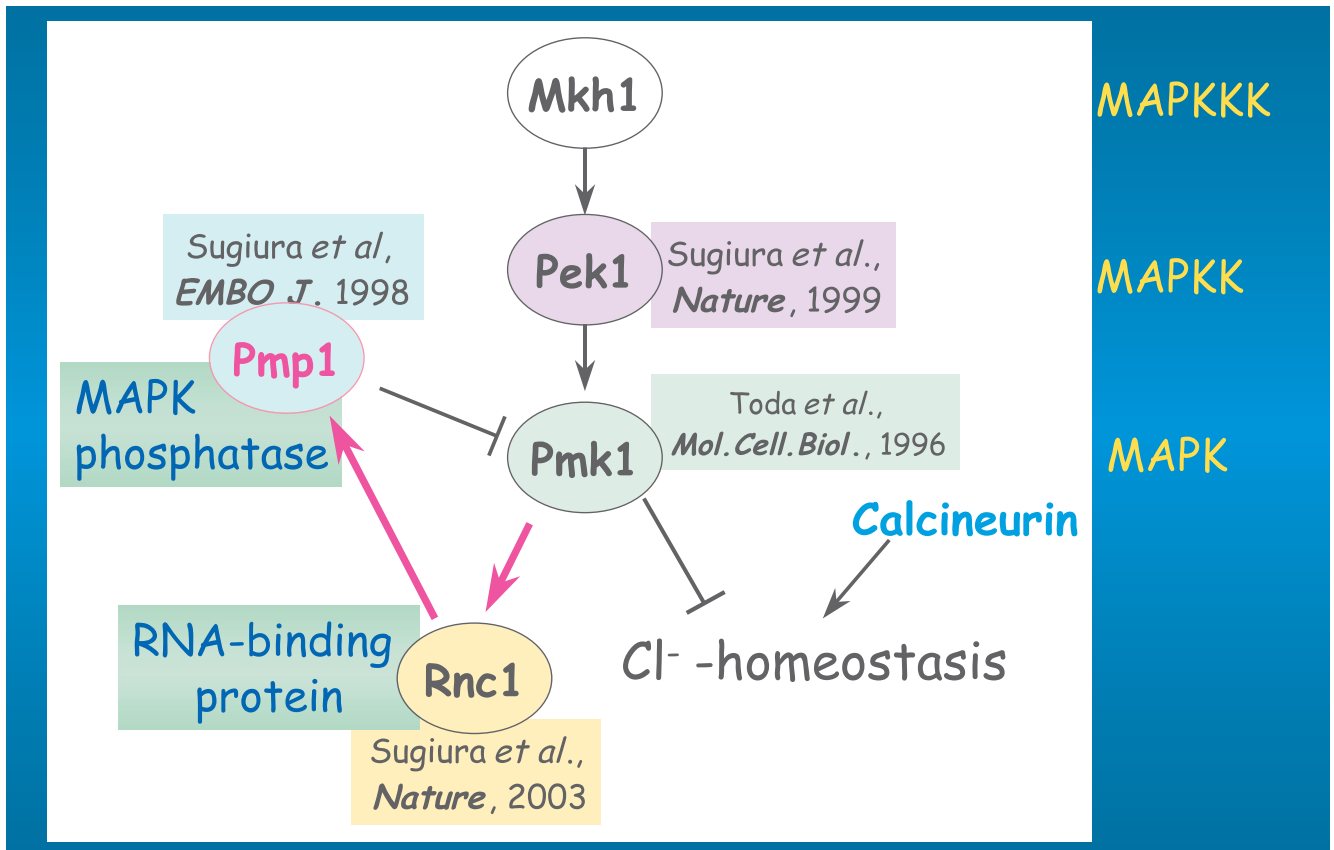 Mkh1
MAPKKK
Sugiura et al,
EMBO J. 1998
Pek1
Sugiura et al.,
Nature, 1999
MAPKK
Pmp1
MAPK
phosphatase
Pmk1
Toda et al.,
Mol.Cell.Biol., 1996
MAPK
Calcineurin
RNA-binding
protein
Rnc1
Cl⁻ -homeostasis
Sugiura et al.,
Nature, 2003